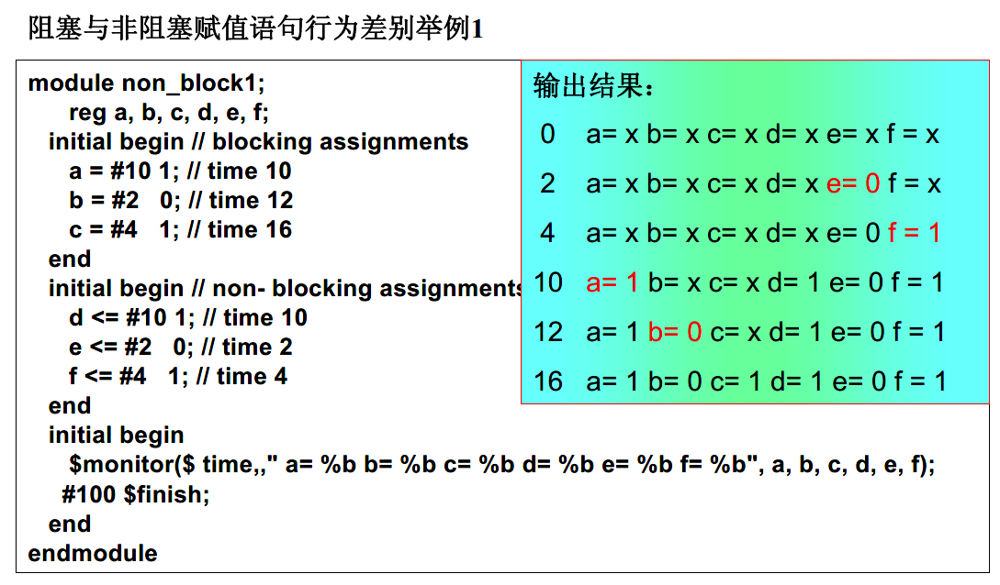 阻塞与非阻塞赋值语句行为差别举例1
module non_block1;
reg a, b, c, d, e, f;
initial begin // blocking assignments
a = #10 1; // time 10
b = #2 0; // time 12
c = #4 1; // time 16
end
initial begin // non- blocking assignments
d <= #10 1; // time 10
e <= #2 0; // time 2
f <= #4 1; // time 4
end
initial begin
$monitor($ time,," a= %b b= %b c= %b d= %b e= %b f= %b", a, b, c, d, e, f);
#100 $finish;
end
endmodule
输出结果：
0 a= x b= x c= x d= x e= x f = x
2 a= x b= x c= x d= x e= 0 f = x
4 a= x b= x c= x d= x e= 0 f = 1
10 a= 1 b= x c= x d= 1 e= 0 f = 1
12 a= 1 b= 0 c= x d= 1 e= 0 f = 1
16 a= 1 b= 0 c= 1 d= 1 e= 0 f = 1